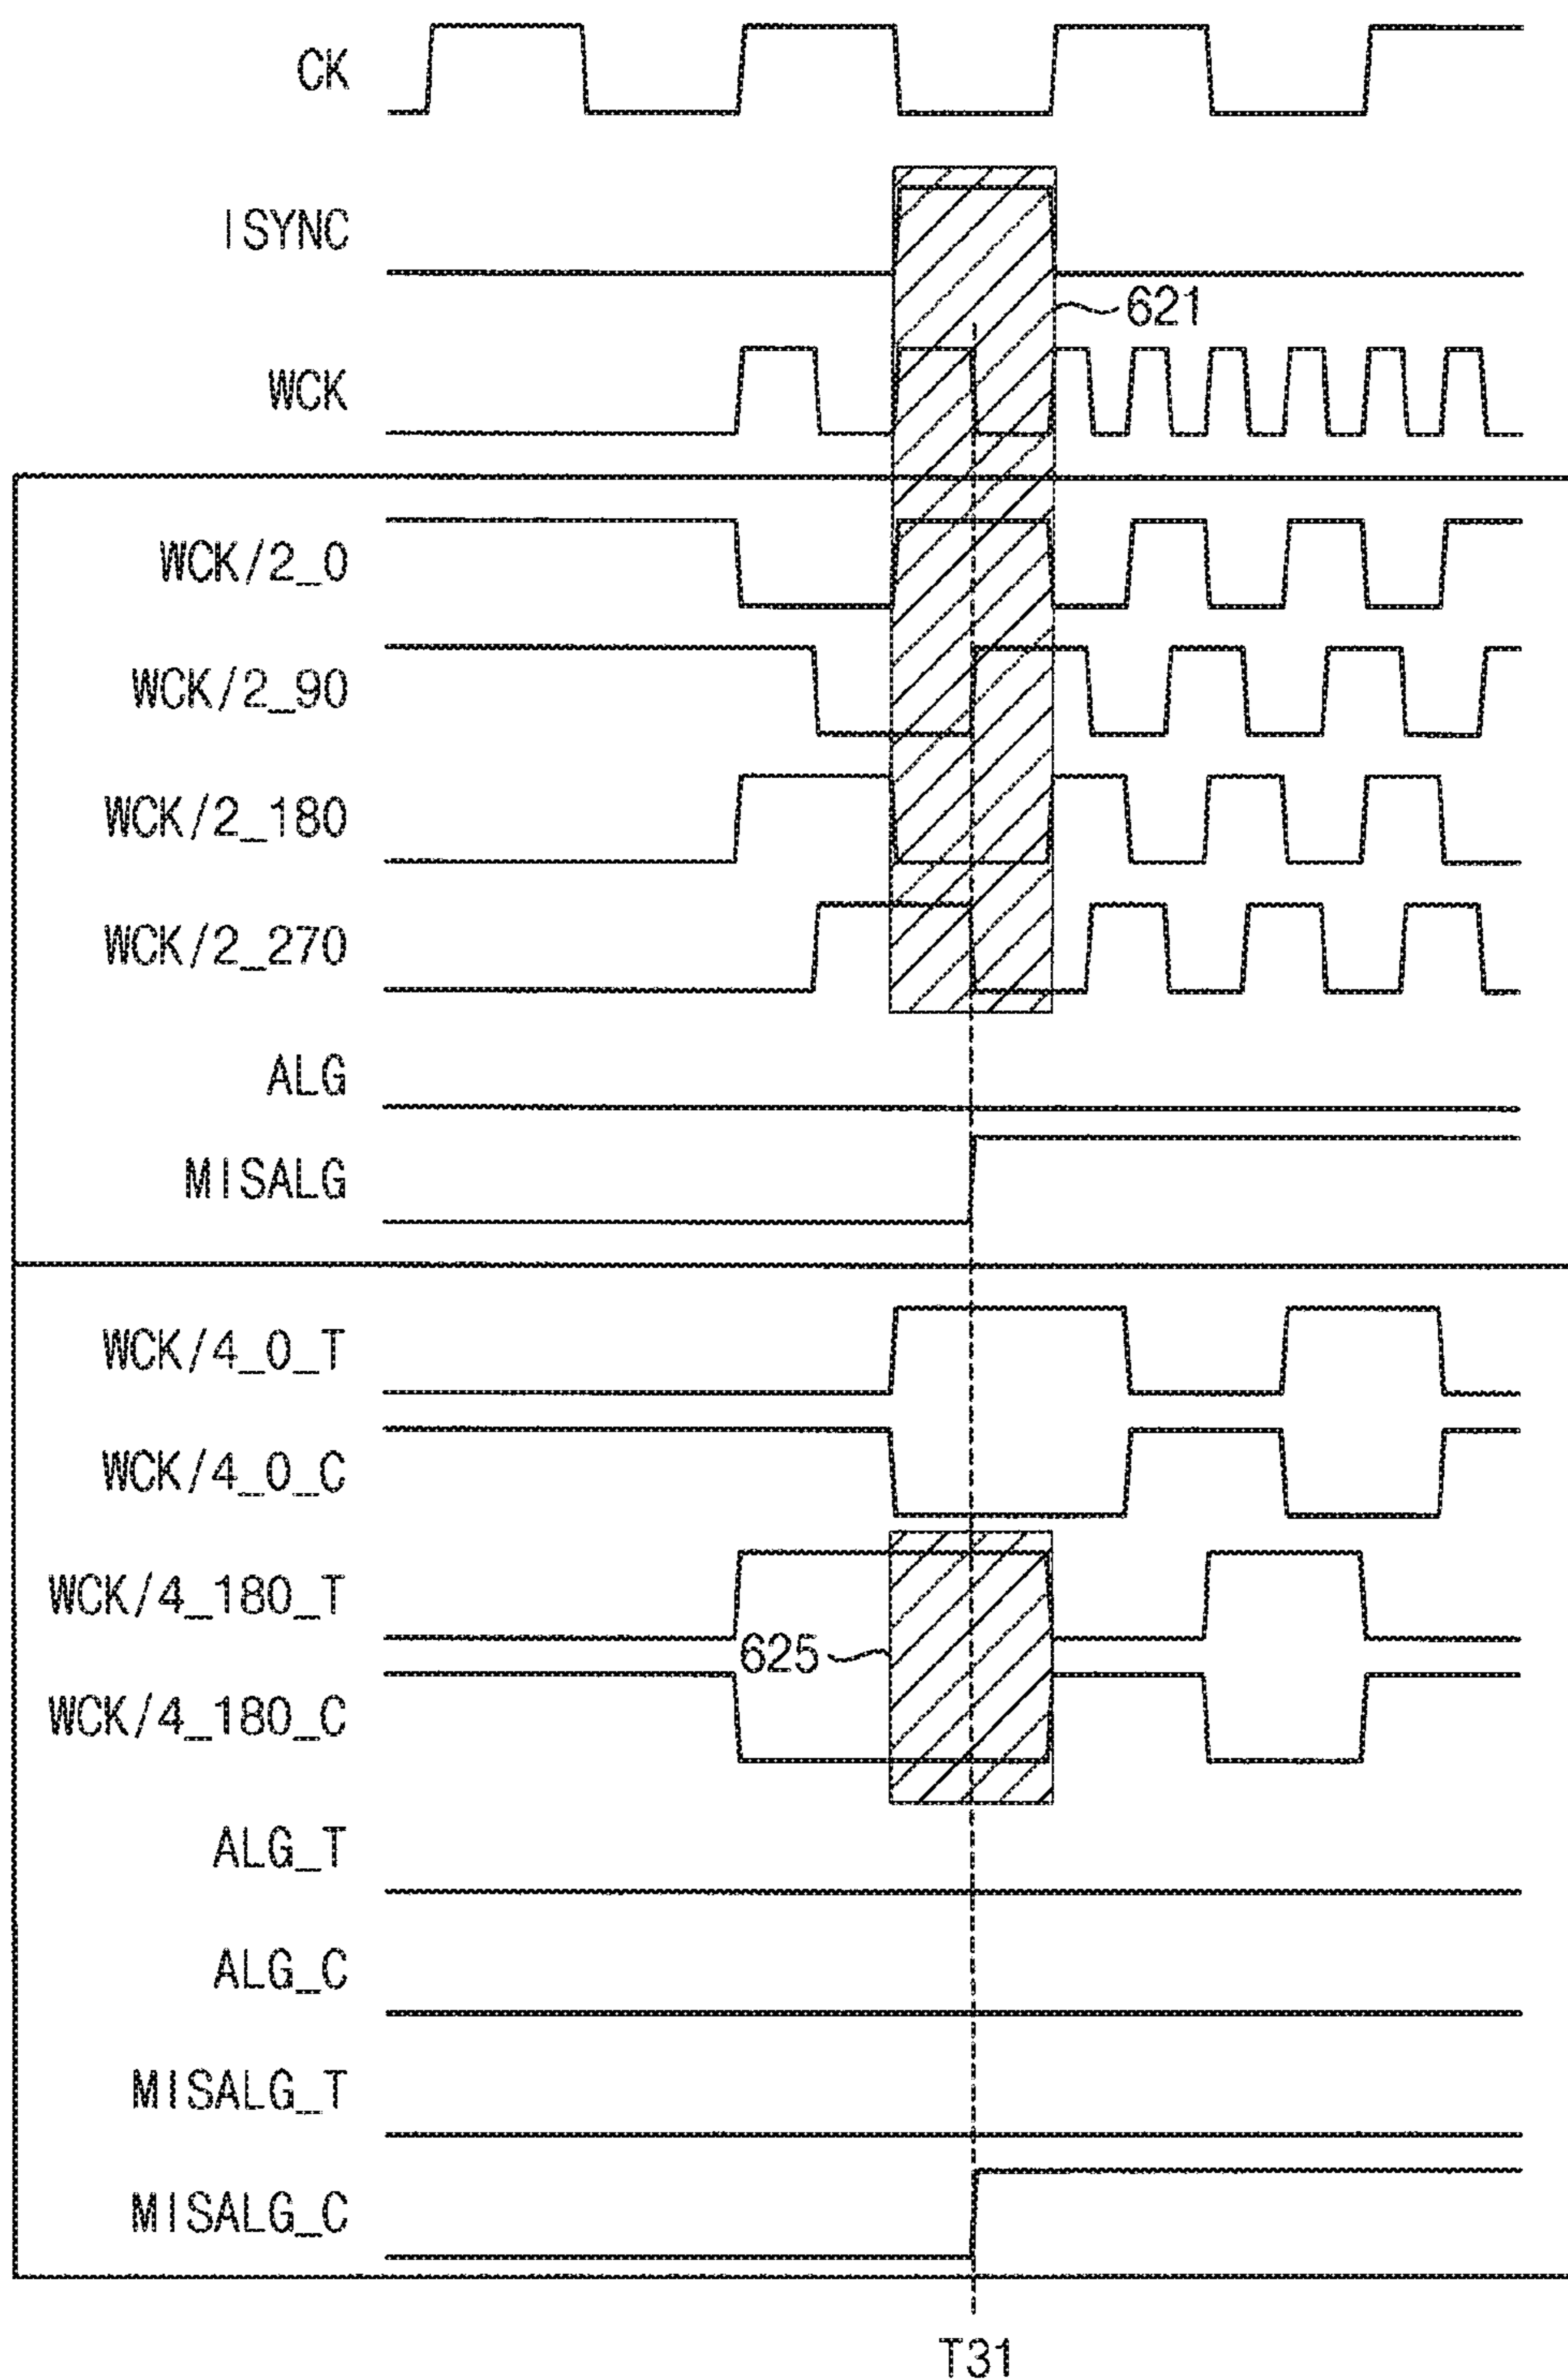 CK
ISYNC
621
WCK
WCK/2_0
WCK/2_90
WCK/2_180
WCK/2_270
ALG
MISALG
WCK/4_0_T
WCK/4_0_C
WCK/4_180_T
625
WCK/4_180_C
ALG_T
ALG_C
MISALG_T
MISALG_C
T31